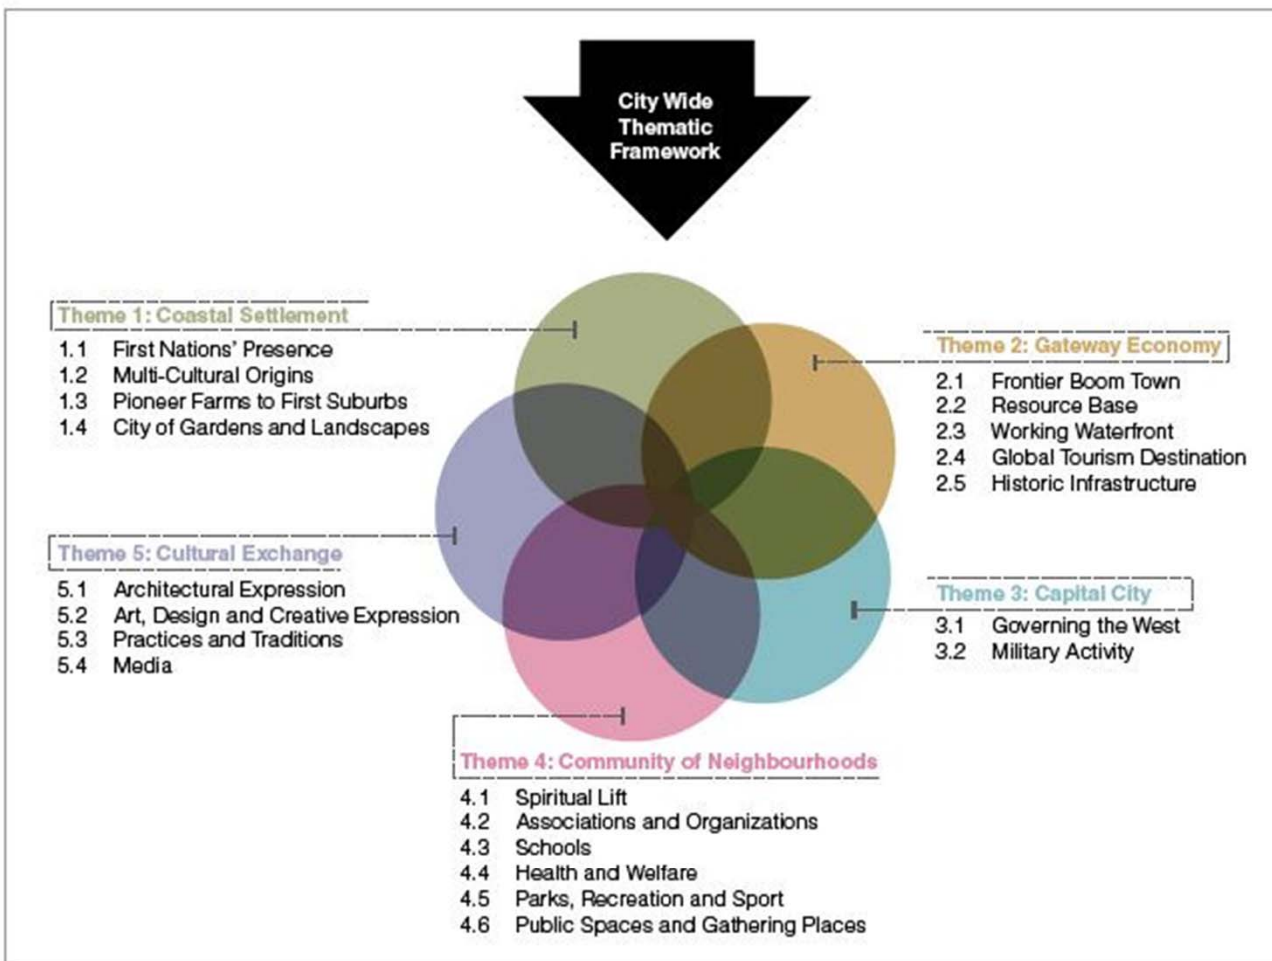 City Wide
Thematic
Framework
Theme 1: Coastal Settlement
1.1 First Nations' Presence
1.2 Multi-Cultural Origins
1.3 Pioneer Farms to First Suburbs
1.4 City of Gardens and Landscapes
Theme 2: Gateway Economy
2.1 Frontier Boom Town
2.2 Resource Base
2.3 Working Waterfront
2.4 Global Tourism Destination
2.5 Historic Infrastructure
Theme 5: Cultural Exchange
5.1 Architectural Expression
5.2 Art, Design and Creative Expression
5.3 Practices and Traditions
5.4 Media
Theme 3: Capital City
3.1 Governing the West
3.2 Military Activity
Theme 4: Community of Neighbourhoods
4.1 Spiritual Lift
4.2 Associations and Organizations
4.3 Schools
4.4 Health and Welfare
4.5 Parks, Recreation and Sport
4.6 Public Spaces and Gathering Places